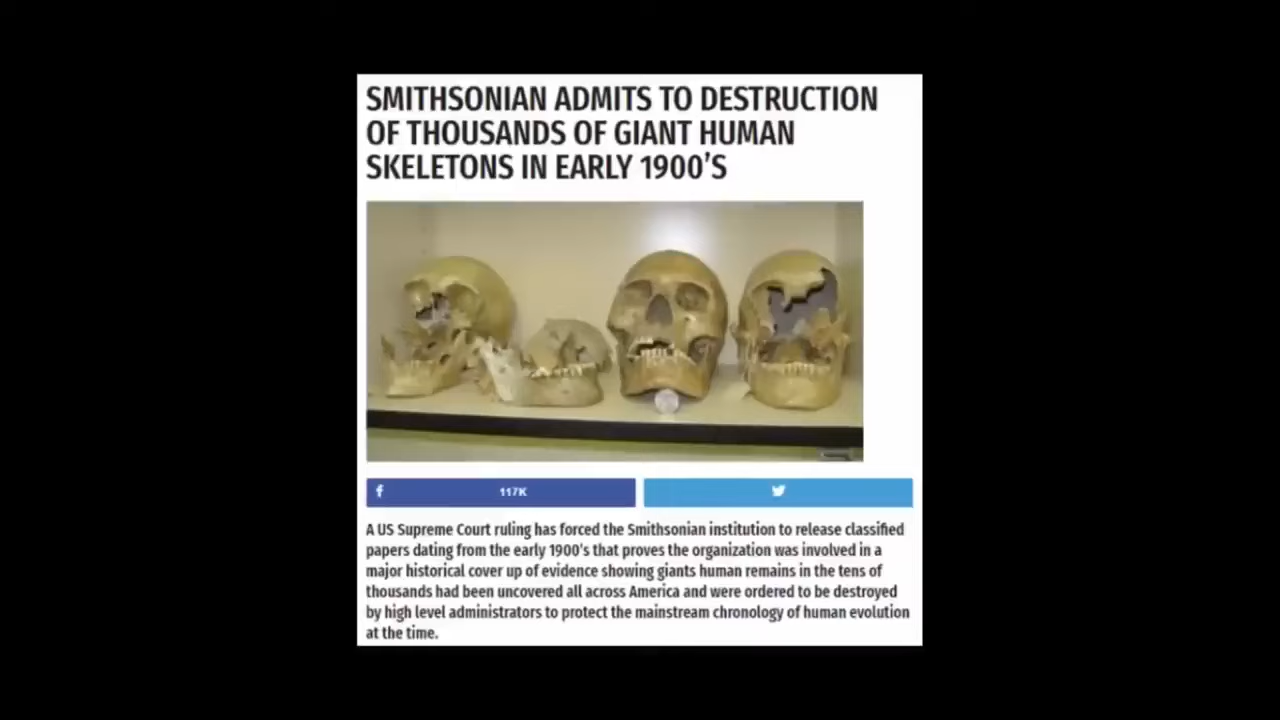 SMITHSONIAN ADMITS TO DESTRUCTION
OF THOUSANDS OF GIANT HUMAN
SKELETONS IN EARLY 1900'S
f 117K
A US Supreme Court ruling has forced the Smithsonian institution to release classified
papers dating from the early 1900's that proves the organization was involved in a
major historical cover up of evidence showing giants human remains in the tens of
thousands had been uncovered all across America and were ordered to be destroyed
by high level administrators to protect the mainstream chronology of human evolution
at the time.